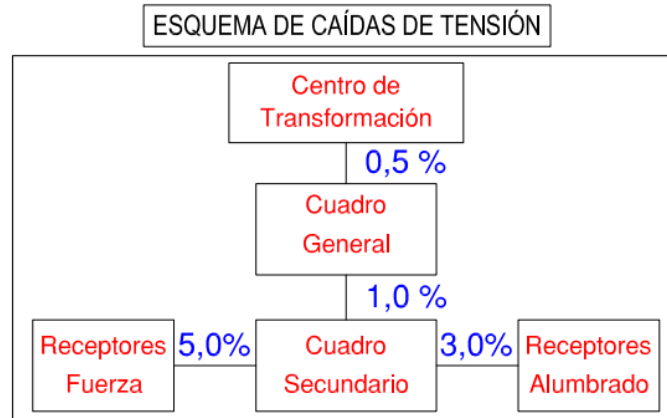 ESQUEMA DE CAÍDAS DE TENSIÓN
Centro de
Transformación
0,5 %
Cuadro
General
1,0 %
Receptores
Fuerza
5,0%
Cuadro
Secundario
3,0%
Receptores
Alumbrado